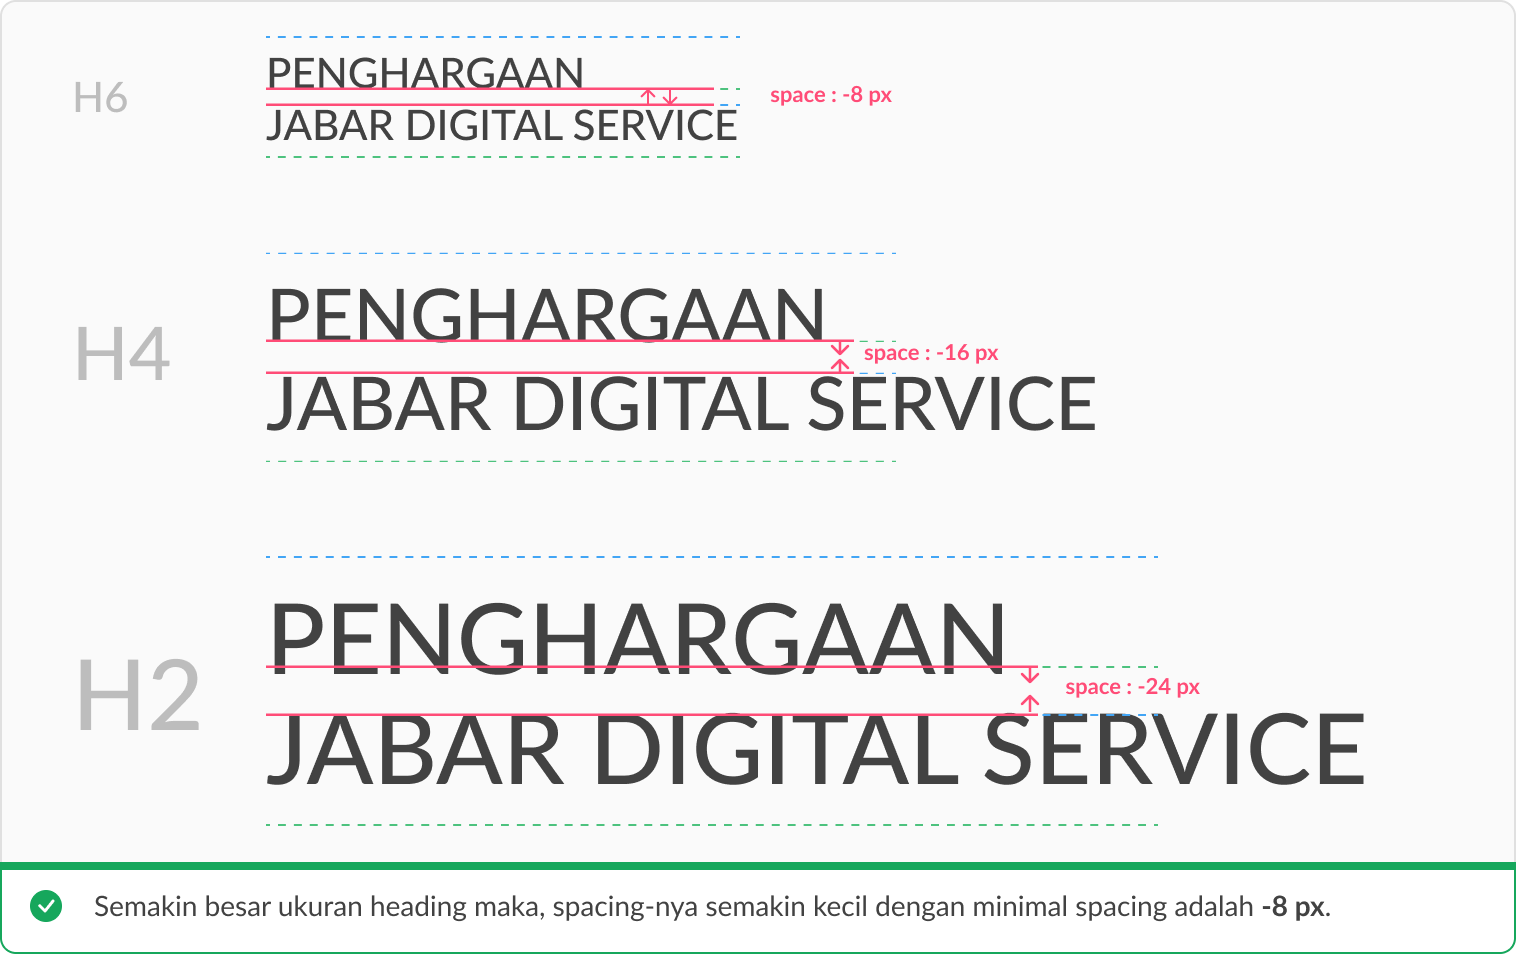 H6
PENGHARGAAN
JABAR DIGITAL SERVICE
space : -8 px
H4
PENGHARGAAN
JABAR DIGITAL SERVICE
space : -16 px
H2
PENGHARGAAN
JABAR DIGITAL SERVICE
space : -24 px
Semakin besar ukuran heading maka, spacing-nya semakin kecil dengan minimal spacing adalah -8 px.